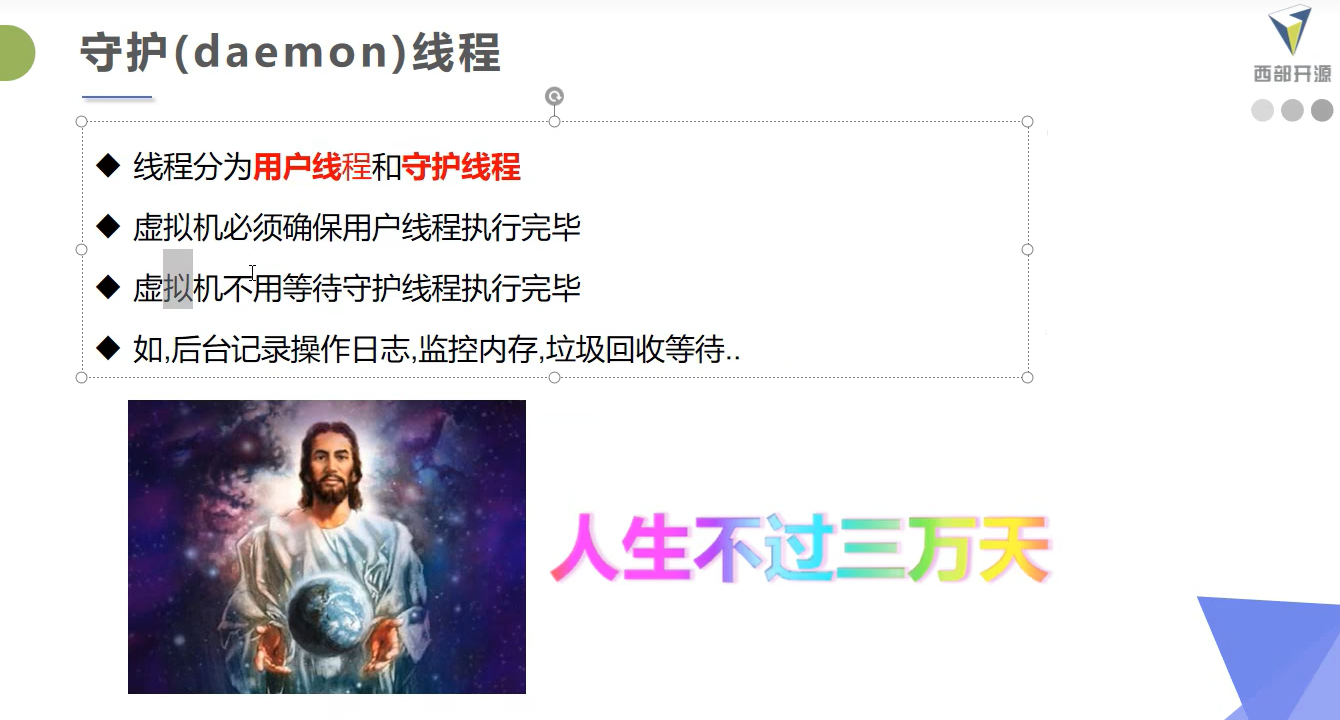 守护(daemon)线程
西部开源
◆ 线程分为用户线程和守护线程
◆ 虚拟机必须确保用户线程执行完毕
◆ 虚拟机不用等待守护线程执行完毕
◆ 如,后台记录操作日志,监控内存,垃圾回收等待..
人生不过三万天